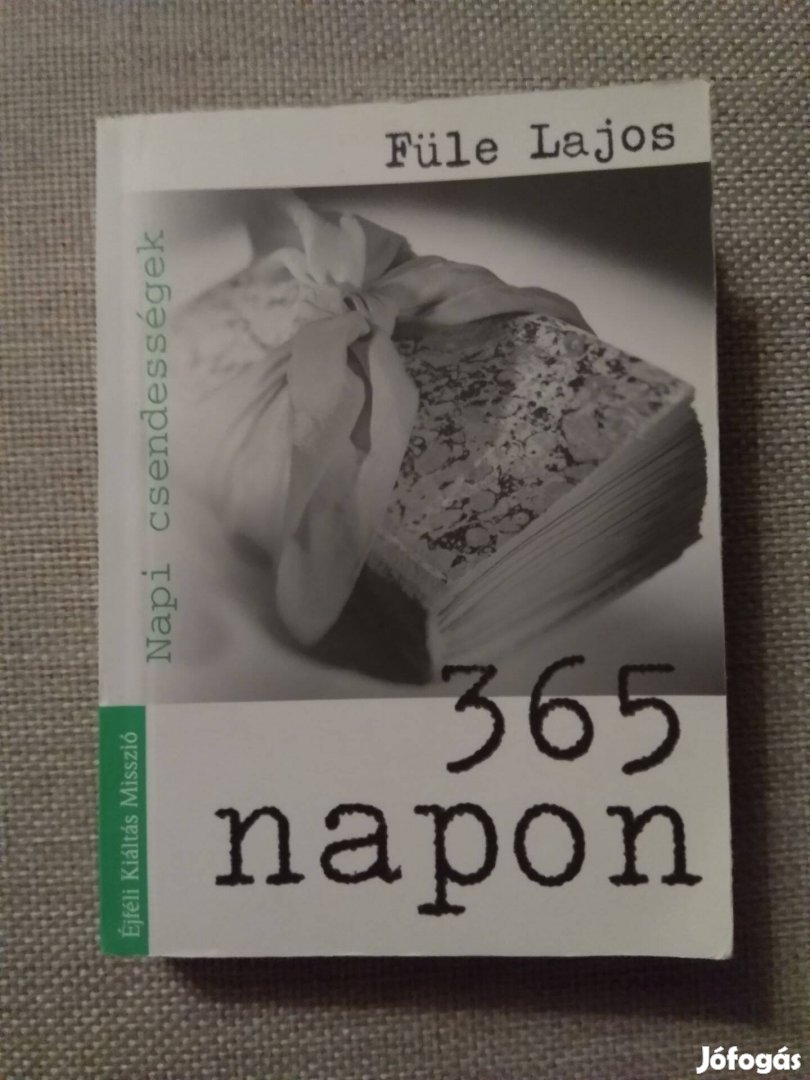 Füle Lajos
Napi csendességek
365
napon
Éjféli Kiáltás Misszió
Jófogás